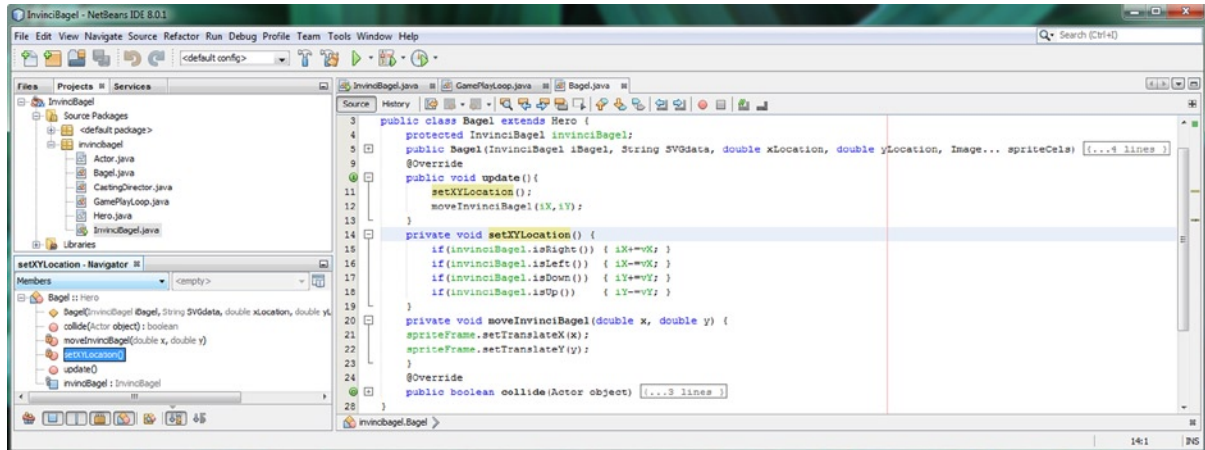 InvinciBagel - NetBeans IDE 8.0.1
File Edit View Navigate Source Refactor Run Debug Profile Team Tools Window Help
Search (Ctrl+I)
<default config>
Files Projects Services
InvinciBagel
Source Packages
<default package>
invincibagel
Actor.java
Bagel.java
CastingDirector.java
GamePlayLoop.java
Hero.java
InvinciBagel.java
Libraries
setXYLocation - Navigator
Members <empty>
Bagel :: Hero
Bagel(InvinciBagel iBagel, String SVGdata, double xLocation, double yL
collide(Actor object) : boolean
moveInvinciBagel(double x, double y)
setXYLocation()
update()
invinciBagel : InvinciBagel
InvinciBagel.java GamePlayLoop.java Bagel.java
Source History
3 public class Bagel extends Hero {
4 protected InvinciBagel invinciBagel;
5 public Bagel(InvinciBagel iBagel, String SVGdata, double xLocation, double yLocation, Image... spriteCels) {...4 lines }
9 @Override
public void update(){
11 setXYLocation();
12 moveInvinciBagel(iX,iY);
13 }
14 private void setXYLocation() {
15 if(invinciBagel.isRight()) { iX+=vX; }
16 if(invinciBagel.isLeft()) { iX-=vX; }
17 if(invinciBagel.isDown()) { iY+=vY; }
18 if(invinciBagel.isUp()) { iY-=vY; }
19 }
20 private void moveInvinciBagel(double x, double y) {
21 spriteFrame.setTranslateX(x);
22 spriteFrame.setTranslateY(y);
23 }
24 @Override
public boolean collide(Actor object) {...3 lines }
28 }
invincibagel.Bagel
14:1 INS